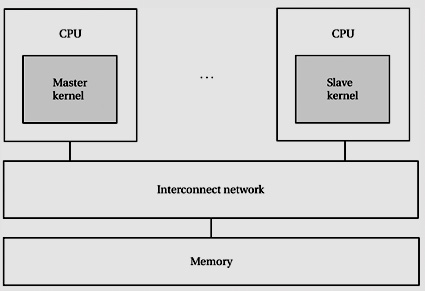 CPU
Master
kernel
...
CPU
Slave
kernel
Interconnect network
Memory